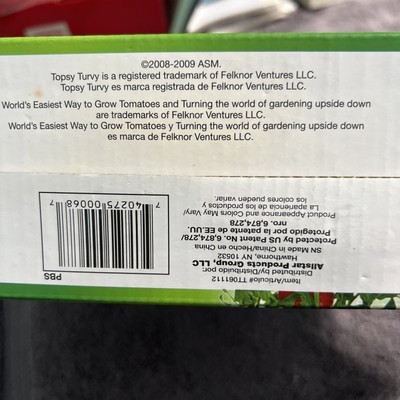 ©2008-2009 ASM.
Topsy Turvy is a registered trademark of Felknor Ventures LLC.
Topsy Turvy es marca registrada de Felknor Ventures LLC.
World's Easiest Way to Grow Tomatoes and Turning the world of gardening upside down
are trademarks of Felknor Ventures LLC.
World's Easiest Way to Grow Tomatoes y Turning the world of gardening upside down
es marca de Felknor Ventures LLC.
Item/Artículo# TT061112
Distributed by/Distribuido por:
Allstar Products Group, LLC
Hawthorne, NY 10532
SN Made in China/Hecho en China
Protected by US Patent No. 6,874,278/
Protegido por la patente de EE.UU.
nro. 6,874,278
Product Appearance and Colors May Vary/
La apariencia de los productos y
los colores pueden variar.
PBS
7 40275 00068 7